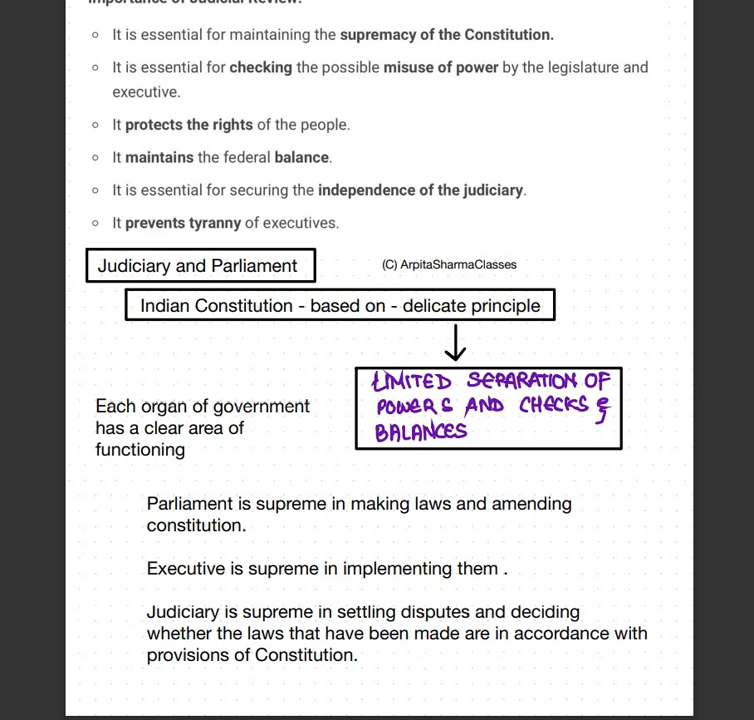 Importance of Judicial Review:
○ It is essential for maintaining the supremacy of the Constitution.
○ It is essential for checking the possible misuse of power by the legislature and
executive.
○ It protects the rights of the people.
○ It maintains the federal balance.
○ It is essential for securing the independence of the judiciary.
○ It prevents tyranny of executives.
Judiciary and Parliament
(C) ArpitaSharmaClasses
Indian Constitution - based on - delicate principle
LIMITED SEPARATION OF
POWERS AND CHECKS &
BALANCES
Each organ of government
has a clear area of
functioning
Parliament is supreme in making laws and amending
constitution.
Executive is supreme in implementing them .
Judiciary is supreme in settling disputes and deciding
whether the laws that have been made are in accordance with
provisions of Constitution.